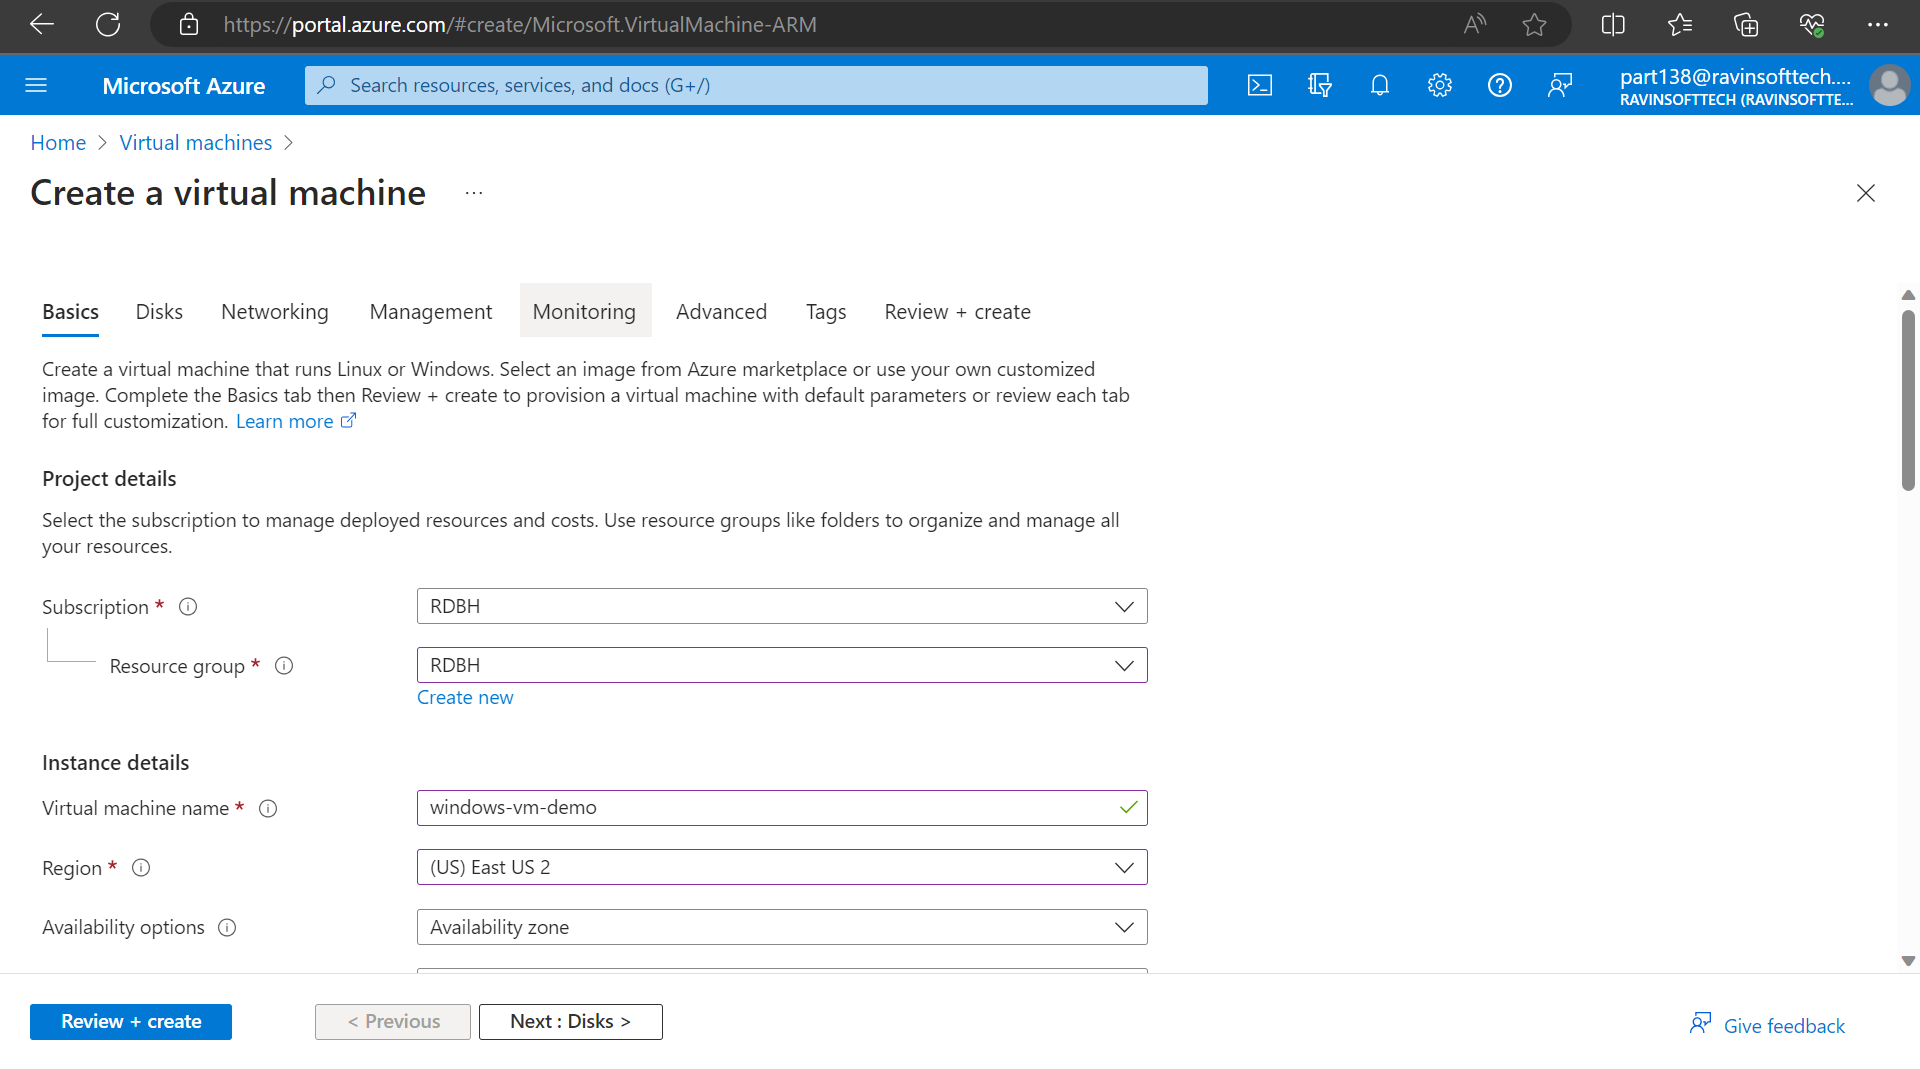 https://portal.azure.com/#create/Microsoft.VirtualMachine-ARM
Microsoft Azure
Search resources, services, and docs (G+/)
part138@ravinsofttech....
RAVINSOFTTECH (RAVINSOFTTE...
Home > Virtual machines >
Create a virtual machine ...
Basics Disks Networking Management Monitoring Advanced Tags Review + create
Create a virtual machine that runs Linux or Windows. Select an image from Azure marketplace or use your own customized
image. Complete the Basics tab then Review + create to provision a virtual machine with default parameters or review each tab
for full customization. Learn more
Project details
Select the subscription to manage deployed resources and costs. Use resource groups like folders to organize and manage all
your resources.
Subscription * RDBH
Resource group * RDBH
Create new
Instance details
Virtual machine name * windows-vm-demo
Region * (US) East US 2
Availability options Availability zone
Review + create < Previous Next : Disks > Give feedback